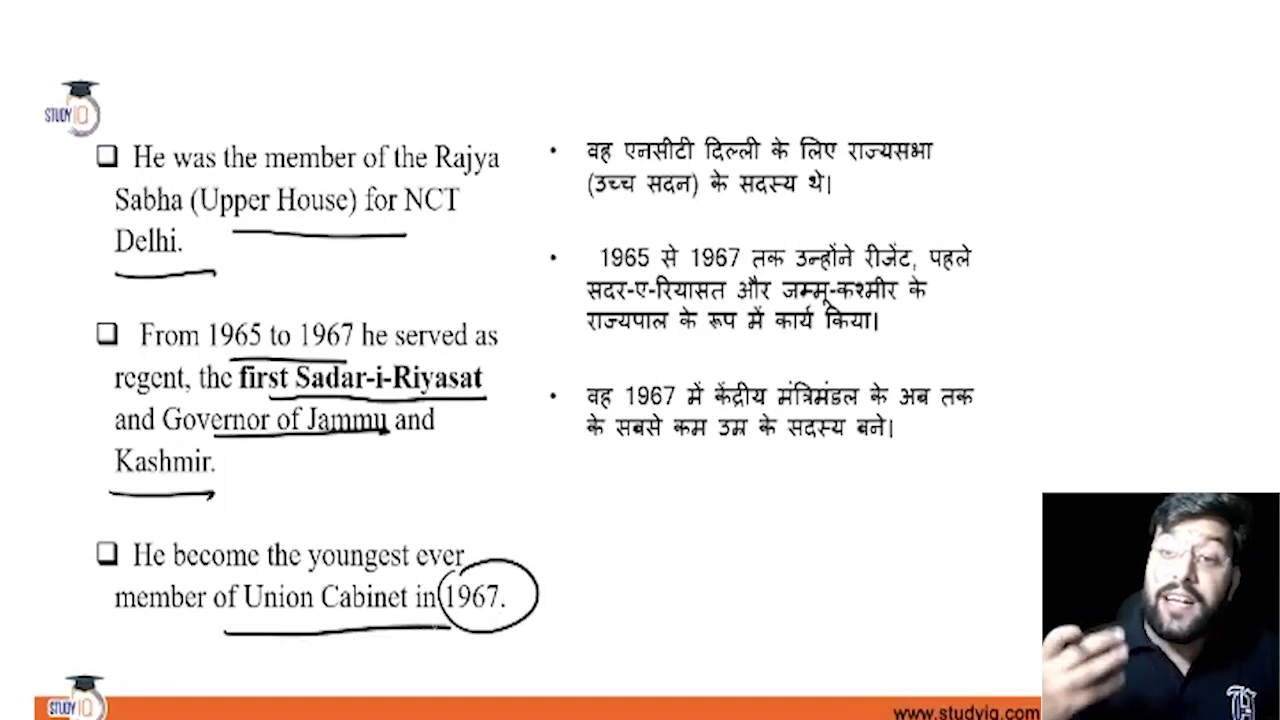 STUDY IQ
❑ He was the member of the Rajya
Sabha (Upper House) for NCT
Delhi.
❑ From 1965 to 1967 he served as
regent, the first Sadar-i-Riyasat
and Governor of Jammu and
Kashmir.
❑ He become the youngest ever
member of Union Cabinet in 1967.
• वह एनसीटी दिल्ली के लिए राज्यसभा
(उच्च सदन) के सदस्य थे।
• 1965 से 1967 तक उन्होंने रीजेंट, पहले
सदर-ए-रियासत और जम्मू-कश्मीर के
राज्यपाल के रूप में कार्य किया।
• वह 1967 में केंद्रीय मंत्रिमंडल के अब तक
के सबसे कम उम्र के सदस्य बने।
STUDY IQ
www.studyiq.com